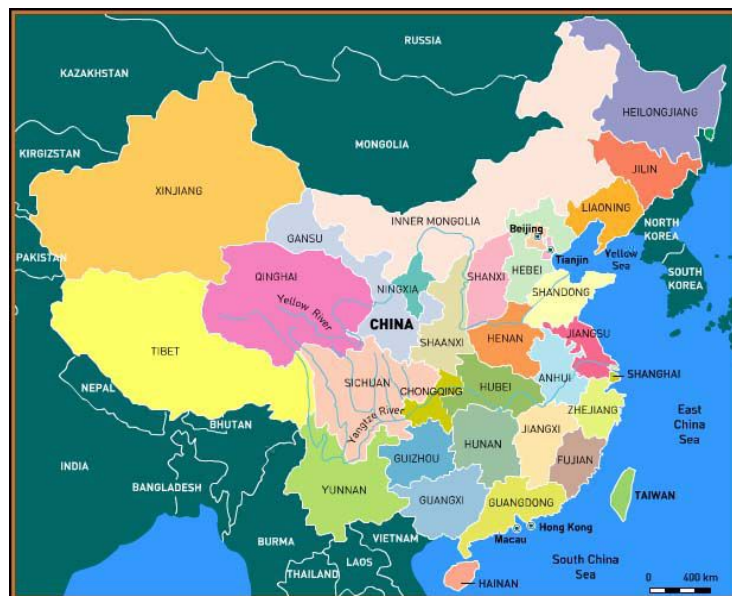 RUSSIA
KAZAKHSTAN
HEILONGJIANG
MONGOLIA
KIRGIZSTAN
JILIN
XINJIANG
LIAONING
INNER MONGOLIA
Beijing
NORTH
KOREA
GANSU
Tianjin
Yellow
Sea
PAKISTAN
QINGHAI
NINGXIA
SHANXI
HEBEI
SOUTH
KOREA
SHANDONG
Yellow River
CHINA
HENAN
JIANGSU
TIBET
SHAANXI
SHANGHAI
SICHUAN
CHONGQING
HUBEI
ANHUI
NEPAL
ZHEJIANG
Yangtze River
East
China
Sea
BHUTAN
JIANGXI
HUNAN
GUIZHOU
FUJIAN
INDIA
BANGLADESH
YUNNAN
GUANGXI
GUANGDONG
TAIWAN
Hong Kong
Macau
BURMA
VIETNAM
LAOS
South China
Sea
THAILAND
HAINAN
0 400 km